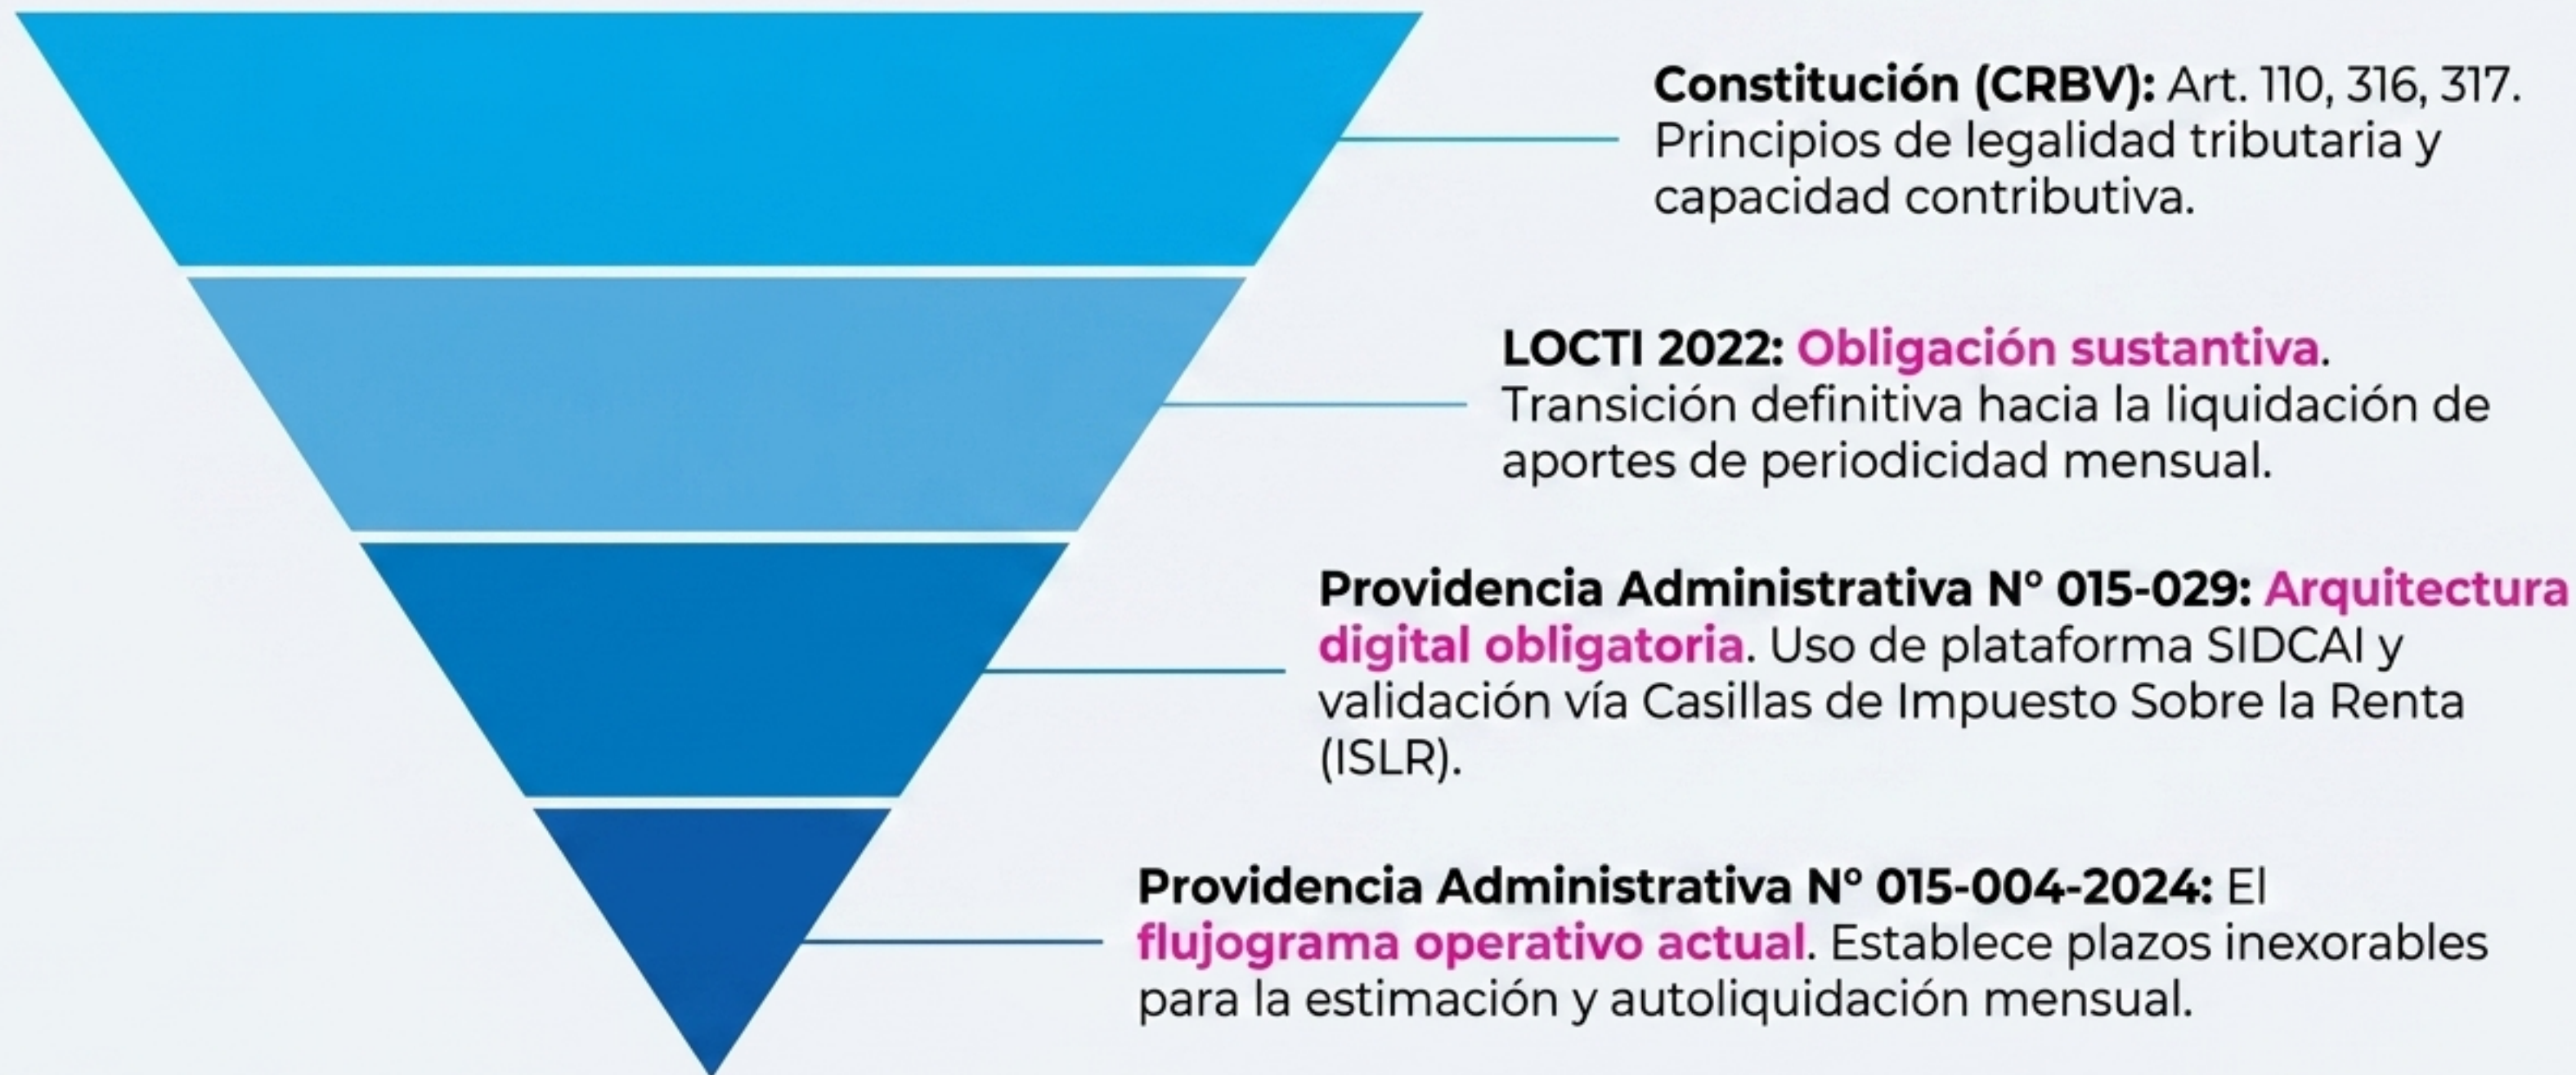 Constitución (CRBV): Art. 110, 316, 317.
Principios de legalidad tributaria y
capacidad contributiva.
LOCTI 2022: Obligación sustantiva.
Transición definitiva hacia la liquidación de
aportes de periodicidad mensual.
Providencia Administrativa Nº 015-029: Arquitectura
digital obligatoria. Uso de plataforma SIDCAI y
validación vía Casillas de Impuesto Sobre la Renta
(ISLR).
Providencia Administrativa Nº 015-004-2024: El
flujograma operativo actual. Establece plazos inexorables
para la estimación y autoliquidación mensual.